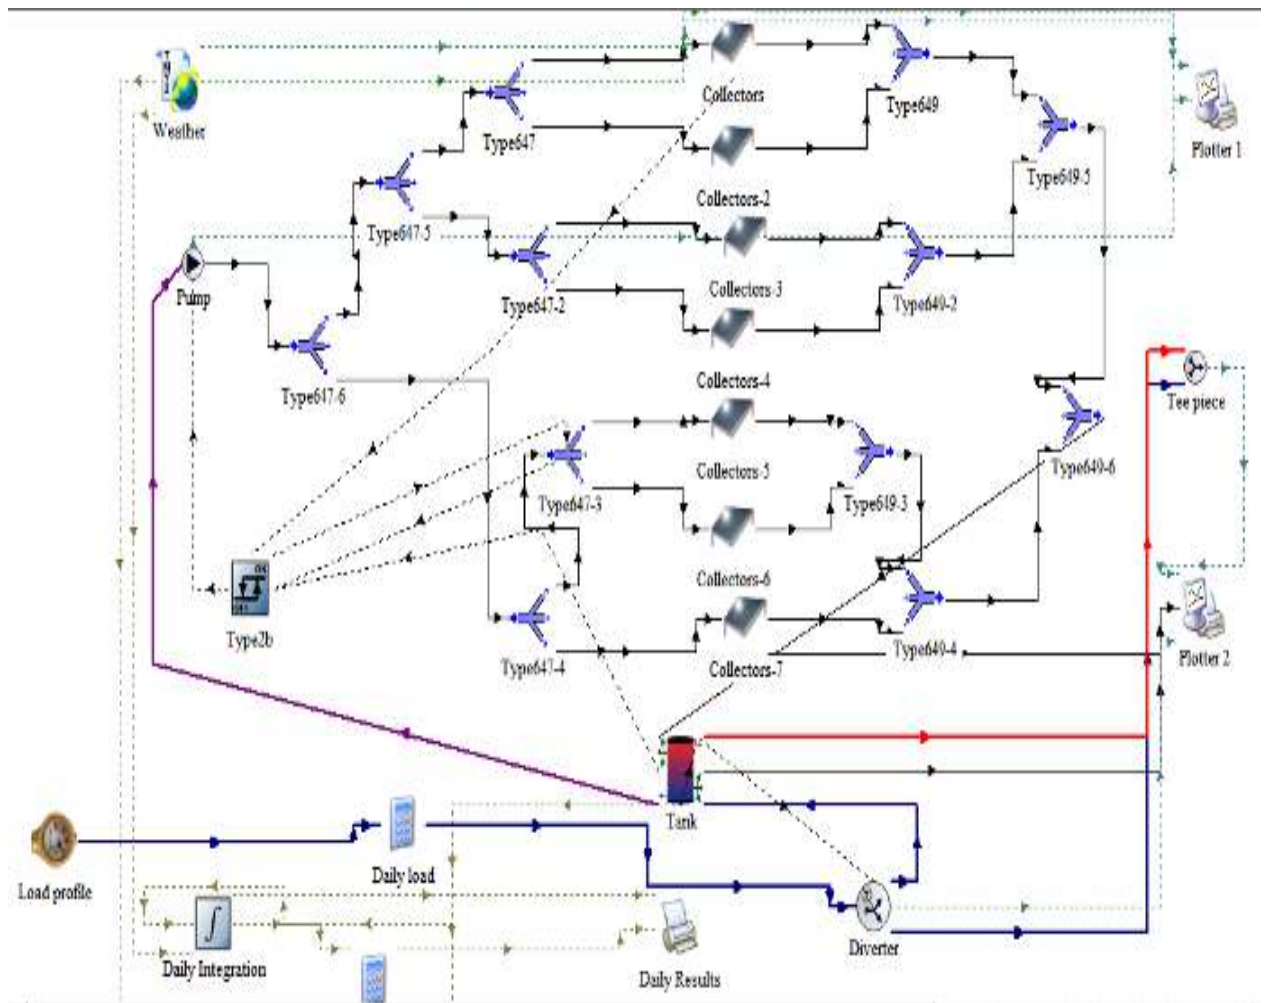 Collectors
Type649
Weather
Type647
Plotter 1
Type649-5
Collectors-2
Type647-5
Collectors-3
Pump
Type647-2
Type649-2
Collectors-4
Type647-6
Tee piece
Collectors-5
Type649-6
Type647-3
Type649-3
Collectors-6
Type2b
Type649-4
Plotter 2
Type647-4
Collectors-7
Tank
Daily load
Load profile
Diverter
Daily Integration
Daily Results